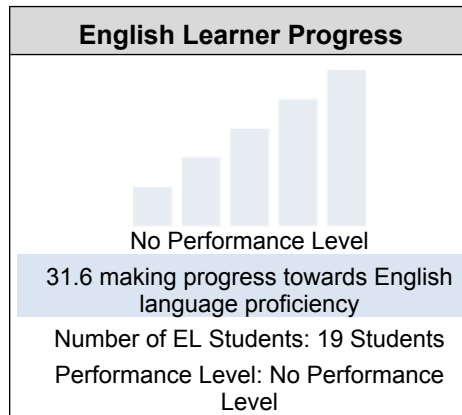 English Learner Progress
No Performance Level
31.6 making progress towards English
language proficiency
Number of EL Students: 19 Students
Performance Level: No Performance
Level